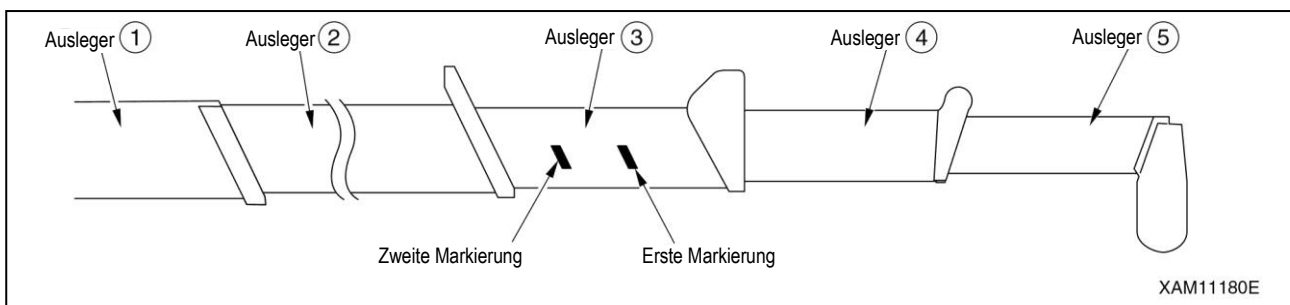 Ausleger ①
Ausleger ②
Ausleger ③
Ausleger ④
Ausleger ⑤
Zweite Markierung
Erste Markierung
XAM11180E